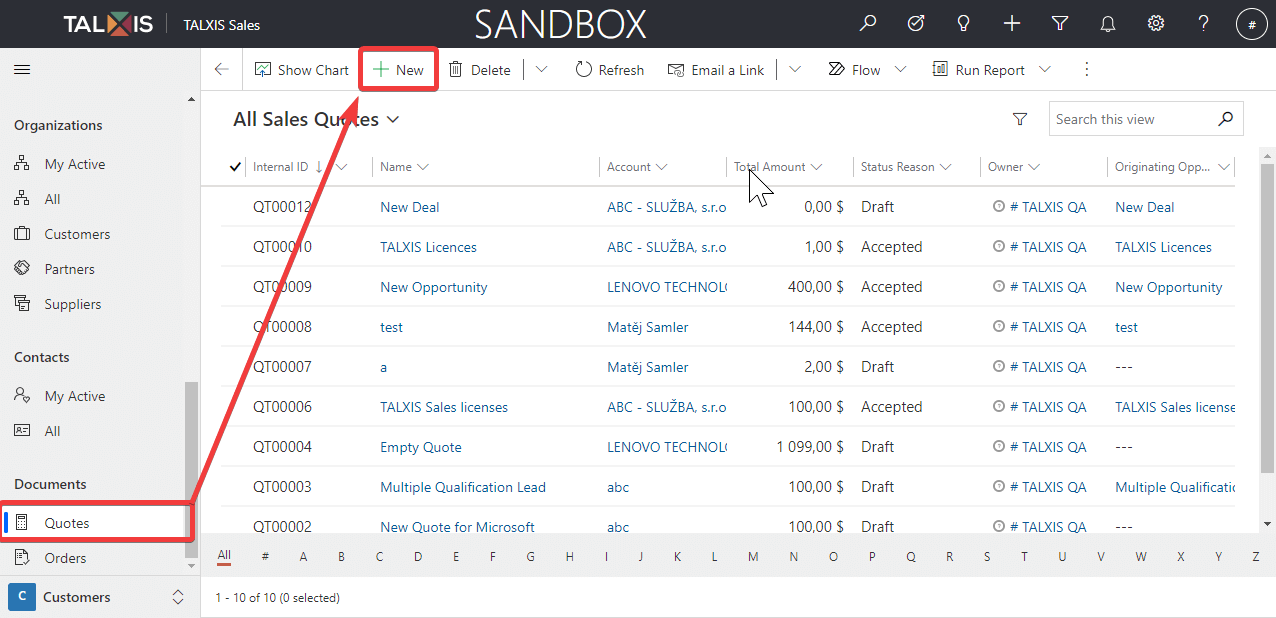 TALXIS TALXIS Sales SANDBOX # 
Show Chart New Delete Refresh Email a Link Flow Run Report
All Sales Quotes Search this view
Internal ID Name Account Total Amount Status Reason Owner Originating Opp...
QT00012 New Deal ABC - SLUŽBA, s.r.o 0,00 $ Draft # TALXIS QA New Deal
QT00010 TALXIS Licences ABC - SLUŽBA, s.r.o 1,00 $ Accepted # TALXIS QA TALXIS Licences
QT00009 New Opportunity LENOVO TECHNOL 400,00 $ Accepted # TALXIS QA New Opportunity
QT00008 test Matěj Samler 144,00 $ Accepted # TALXIS QA test
QT00007 a Matěj Samler 2,00 $ Draft # TALXIS QA ---
QT00006 TALXIS Sales licenses ABC - SLUŽBA, s.r.o 100,00 $ Accepted # TALXIS QA TALXIS Sales license
QT00004 Empty Quote LENOVO TECHNOL 1 099,00 $ Draft # TALXIS QA ---
QT00003 Multiple Qualification Lead abc 100,00 $ Draft # TALXIS QA Multiple Qualificatic
QT00002 New Quote for Microsoft abc 100,00 $ Draft # TALXIS QA ---
All # A B C D E F G H I J K L M N O P Q R S T U V W X Y Z
1 - 10 of 10 (0 selected)
Organizations
My Active
All
Customers
Partners
Suppliers
Contacts
My Active
All
Documents
Quotes
Orders
C Customers